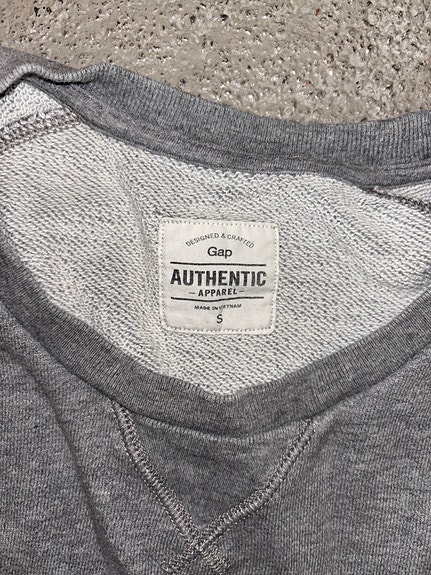 DESIGNED & CRAFTED
Gap
AUTHENTIC
- APPAREL -
MADE IN VIETNAM
S